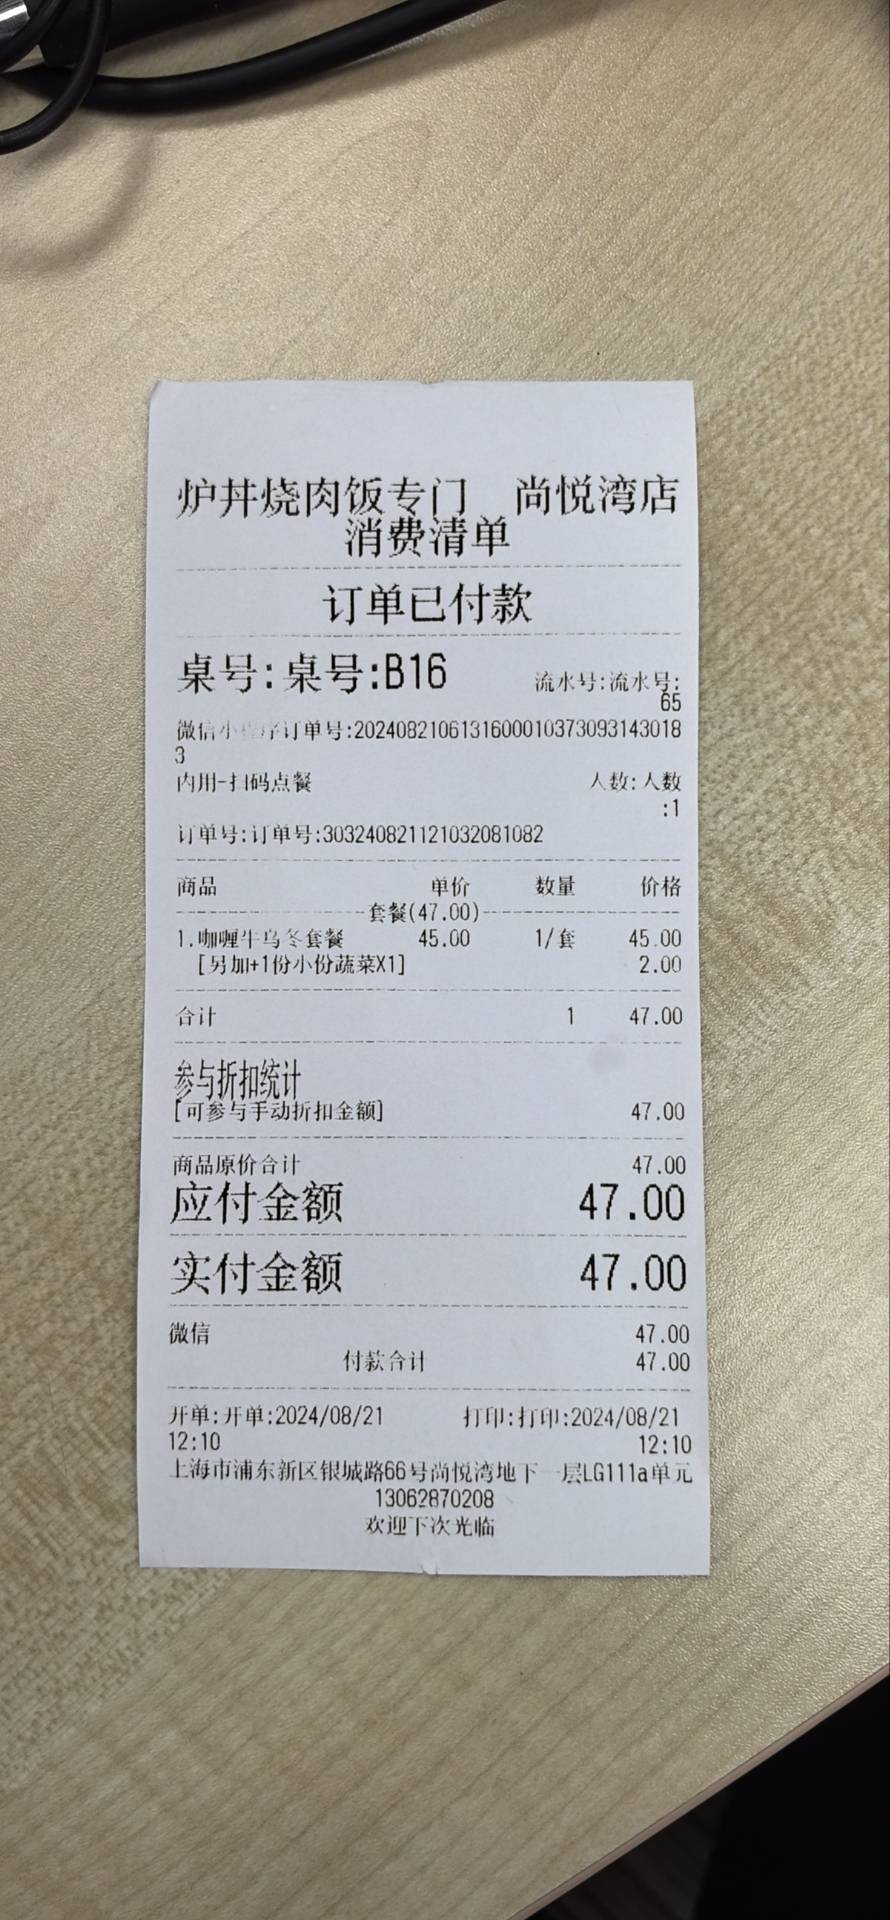 炉丼烧肉饭专门 尚悦湾店
消费清单
订单已付款
桌号:桌号:B16 流水号:流水号:
65
微信小程序订单号:2024082106131600010373093143018
3
内用-扫码点餐 人数:人数
:1
订单号:订单号:303240821121032081082
商品 单价 数量 价格
套餐(47.00)
1.咖喱牛乌冬套餐 45.00 1/套 45.00
[另加+1份小份蔬菜X1] 2.00
合计 1 47.00
参与折扣统计
[可参与手动折扣金额] 47.00
商品原价合计 47.00
应付金额 47.00
实付金额 47.00
微信 47.00
付款合计 47.00
开单:开单:2024/08/21 打印:打印:2024/08/21
12:10 12:10
上海市浦东新区银城路66号尚悦湾地下一层LG111a单元
13062870208
欢迎下次光临